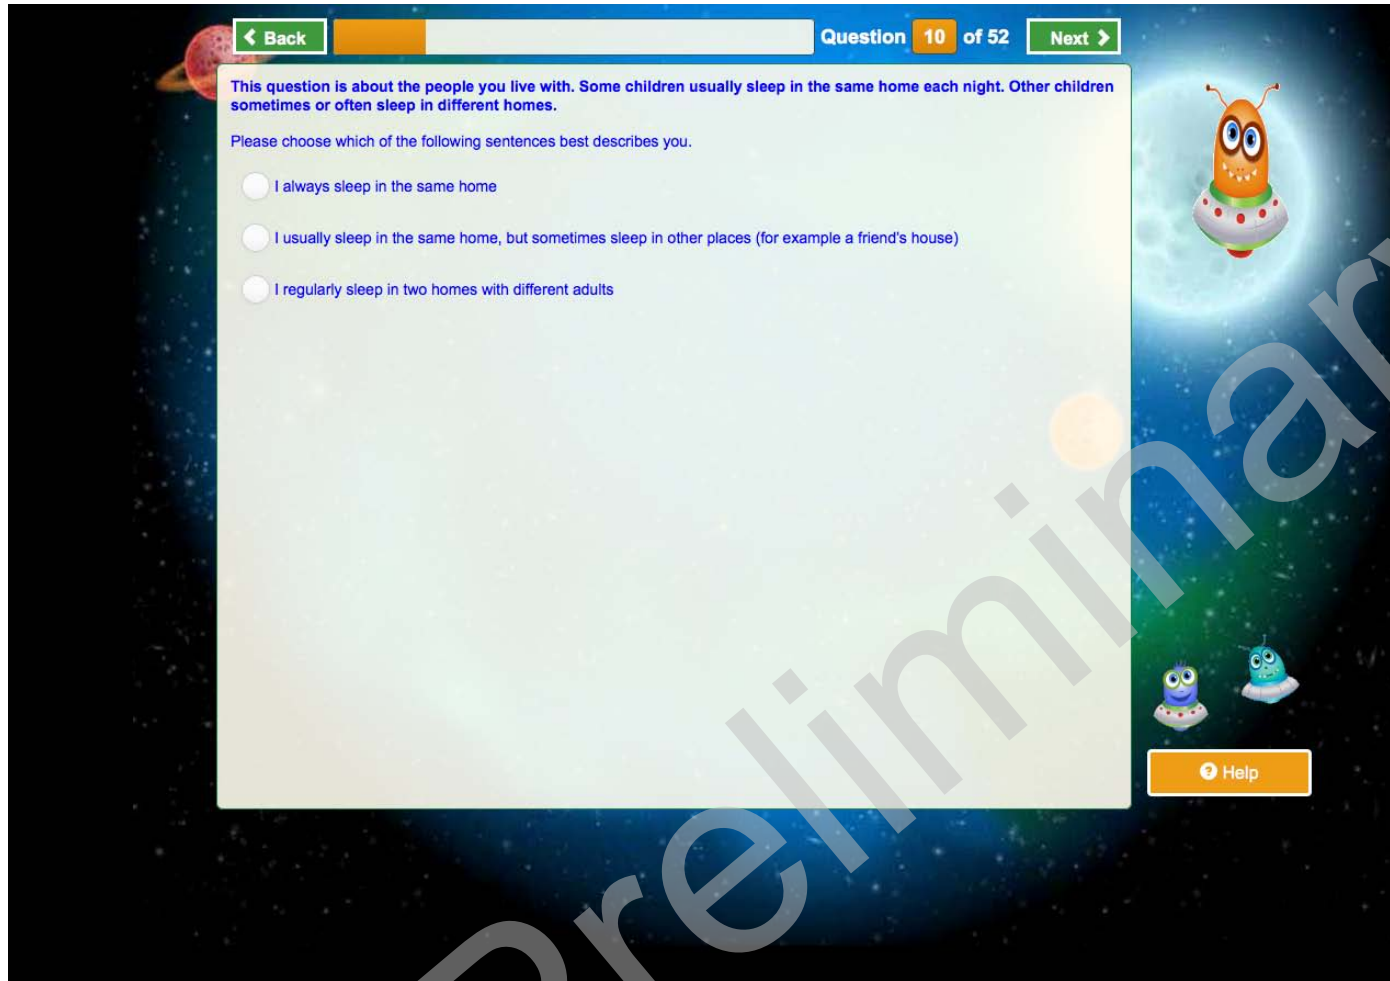 Back
Question 10 of 52
Next
This question is about the people you live with. Some children usually sleep in the same home each night. Other children
sometimes or often sleep in different homes.
Please choose which of the following sentences best describes you.
I always sleep in the same home
I usually sleep in the same home, but sometimes sleep in other places (for example a friend's house)
I regularly sleep in two homes with different adults
Help
Preliminar